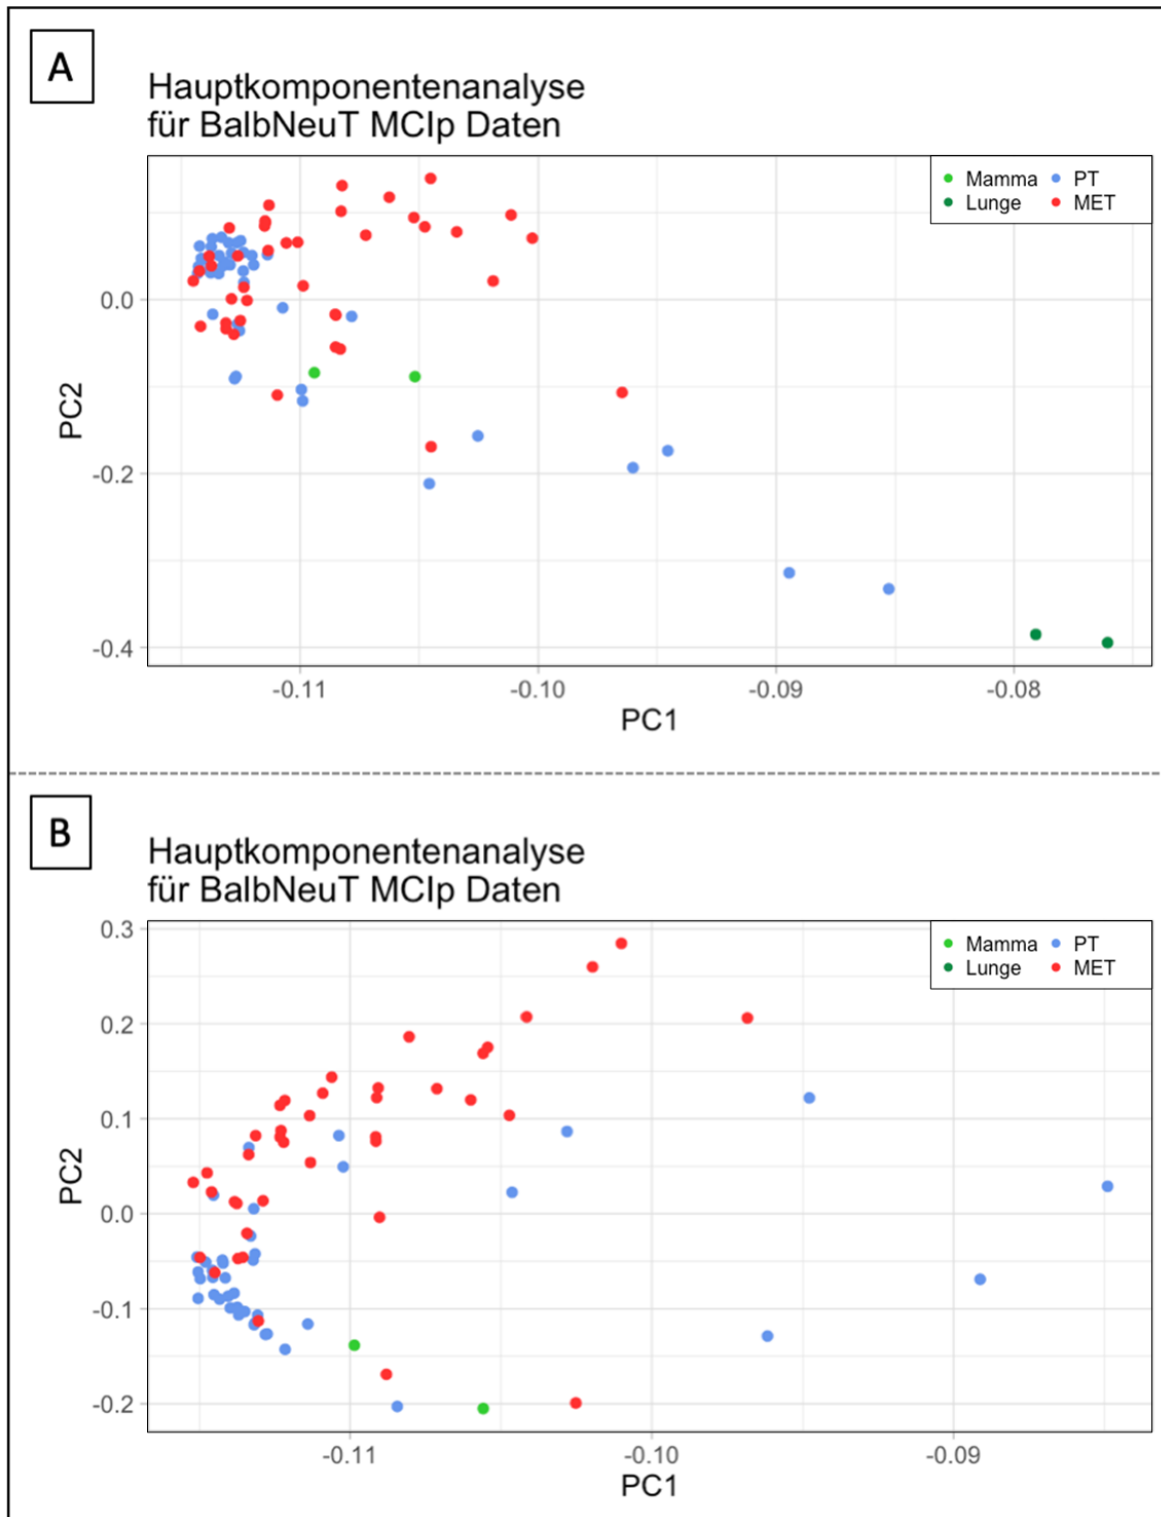 A
Hauptkomponentenanalyse
für BalbNeuT MCIp Daten
Mamma PT
Lunge MET
0.0
-0.2
-0.4
PC2
-0.11 -0.10 -0.09 -0.08
PC1
B
Hauptkomponentenanalyse
für BalbNeuT MCIp Daten
Mamma PT
Lunge MET
0.3
0.2
0.1
0.0
-0.1
-0.2
PC2
-0.11 -0.10 -0.09
PC1